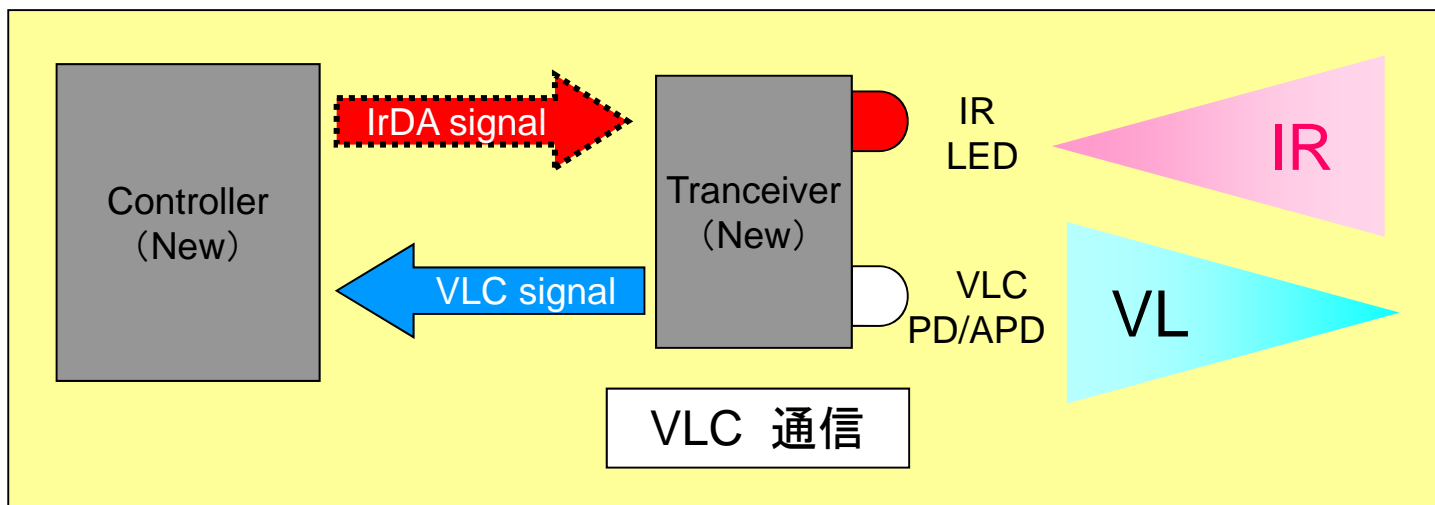 Controller
（New）
IrDA signal
VLC signal
Tranceiver
（New）
IR
LED
VLC
PD/APD
IR
VL
VLC 通信